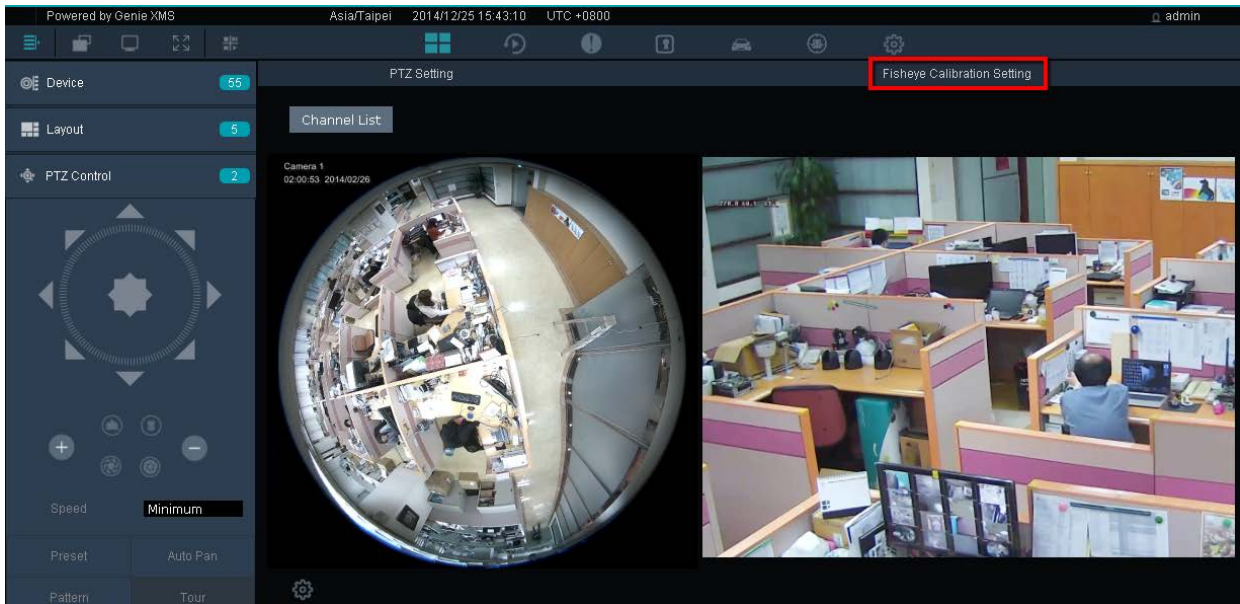 Powered by Genie XMS
Asia/Taipei 2014/12/25 15:43:10 UTC +0800
admin
Device 55
PTZ Setting
Fisheye Calibration Setting
Layout 5
Channel List
PTZ Control 2
Camera 1
02:00:53 2014/02/26
Speed Minimum
Preset
Auto Pan
Pattern
Tour